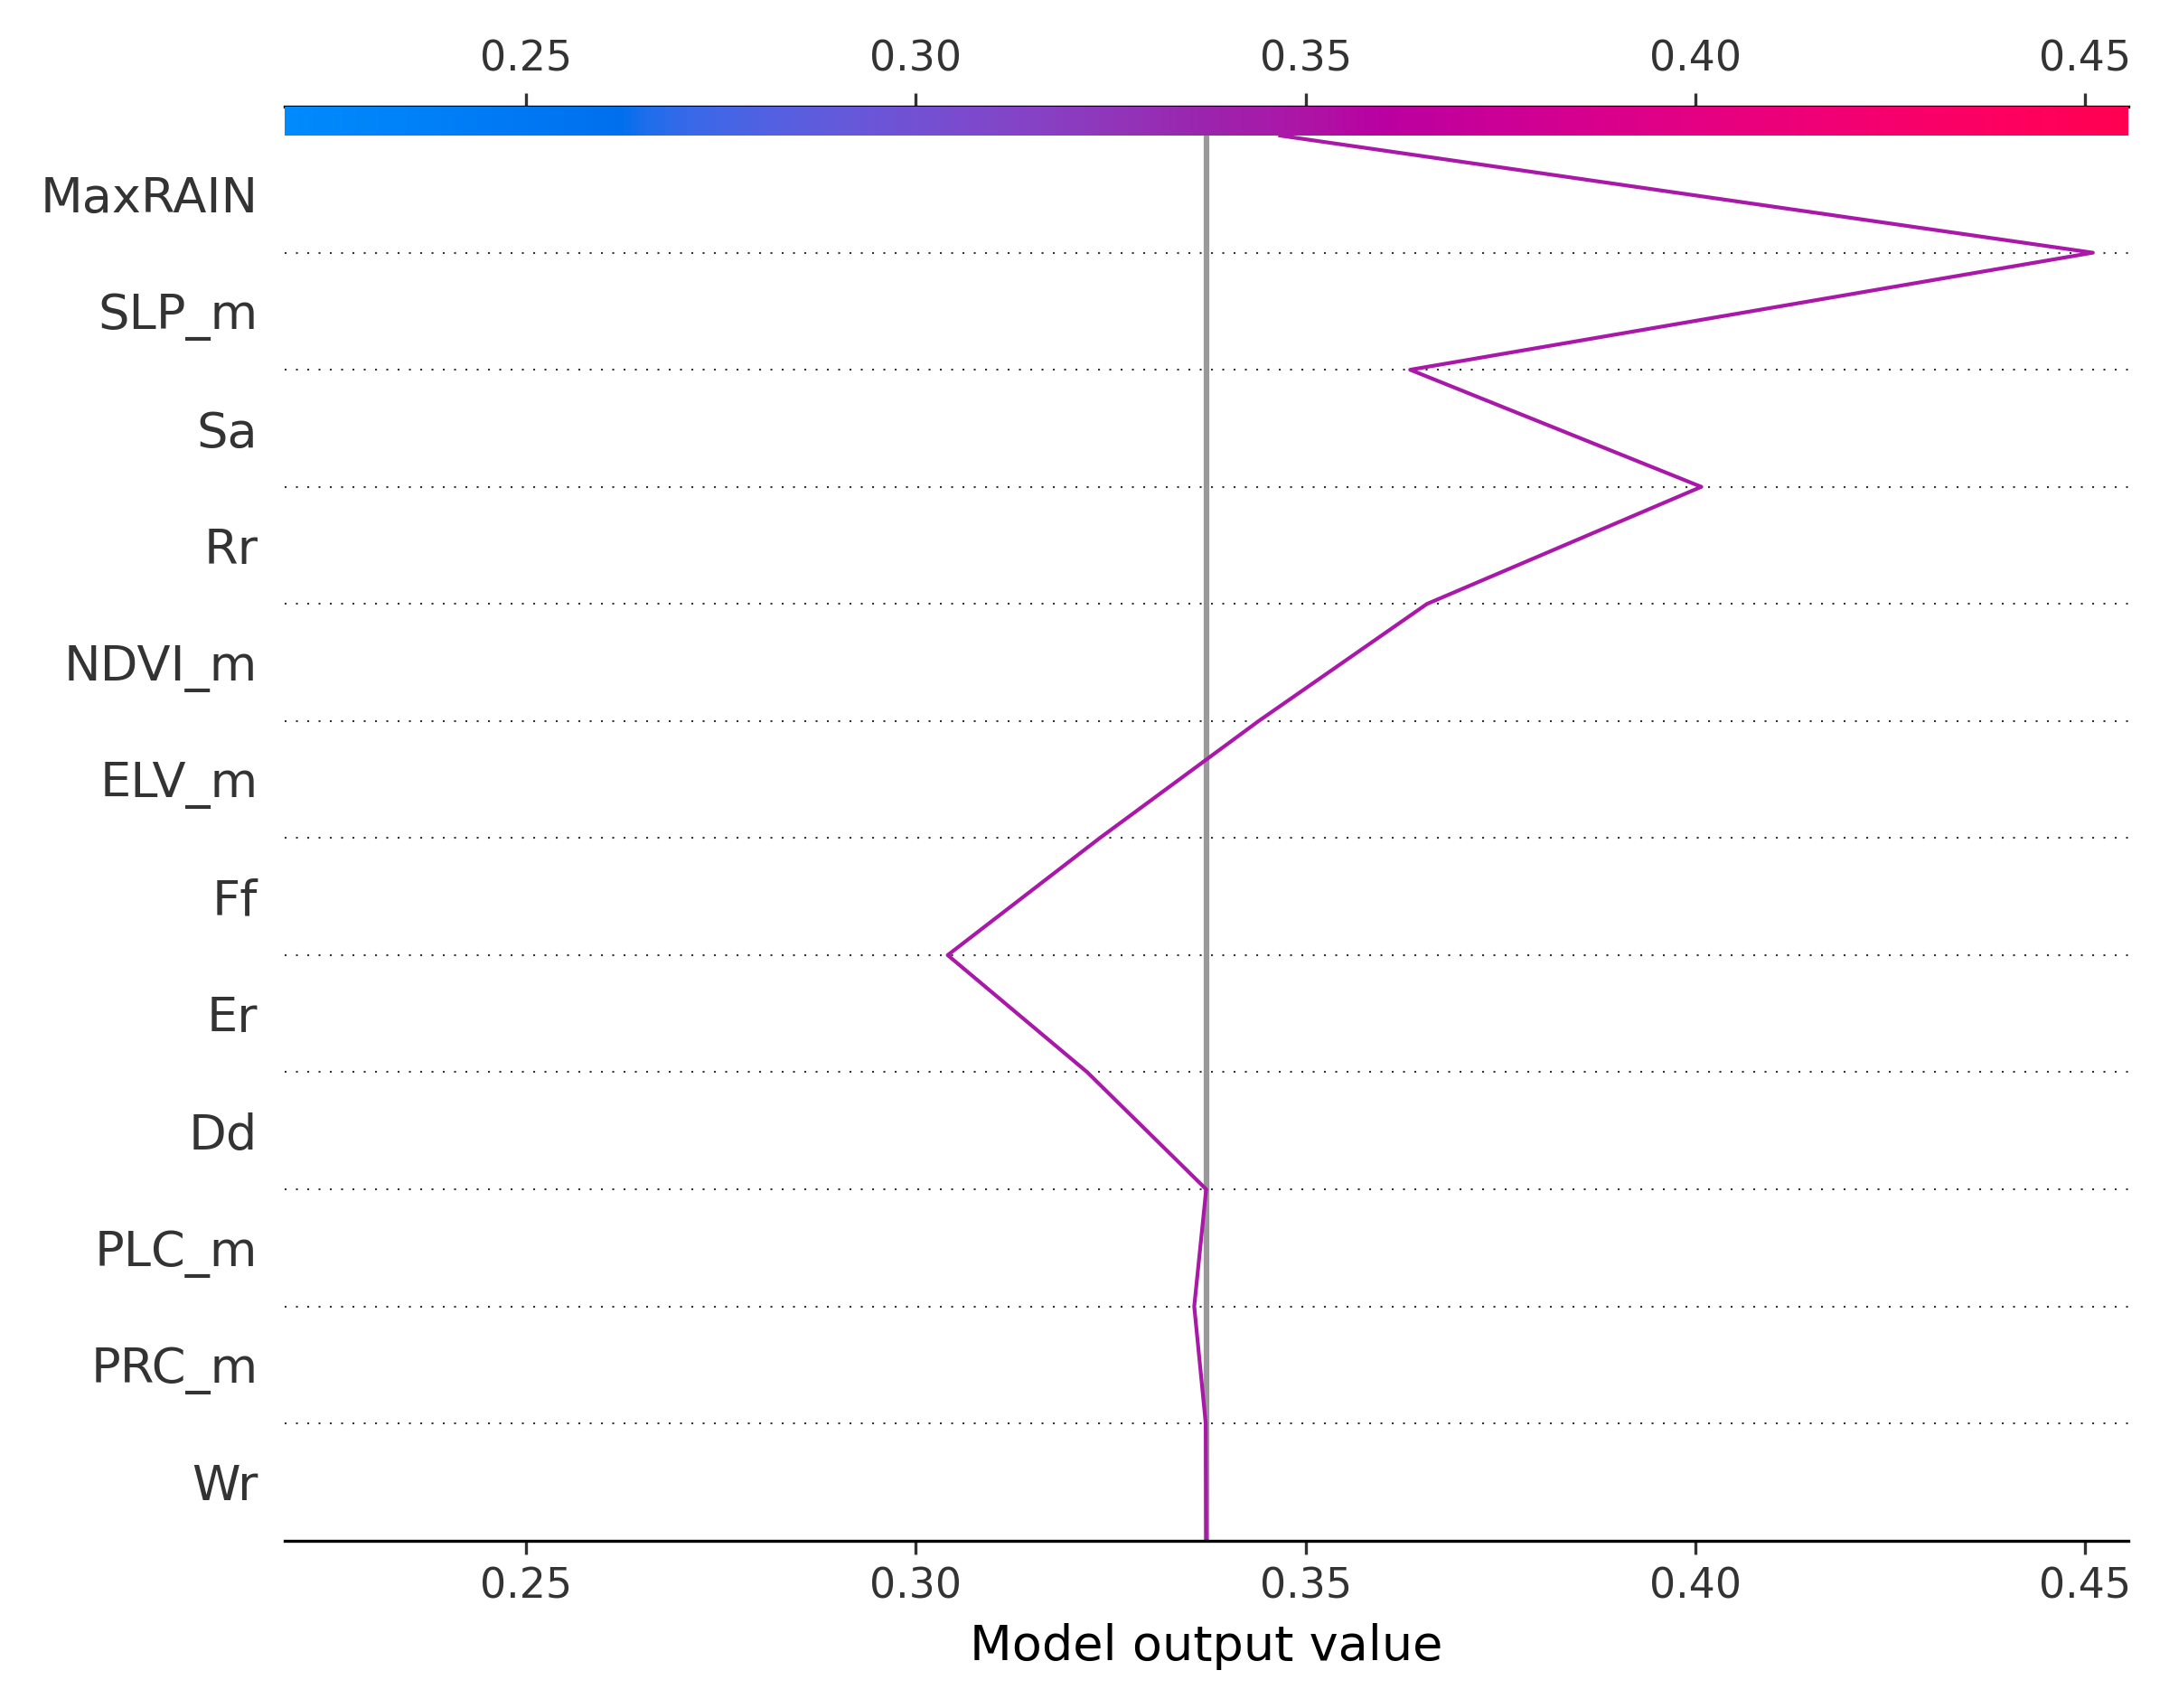 0.25 0.30 0.35 0.40 0.45
MaxRAIN
SLP_m
Sa
Rr
NDVI_m
ELV_m
Ff
Er
Dd
PLC_m
PRC_m
Wr
0.25 0.30 0.35 0.40 0.45
Model output value